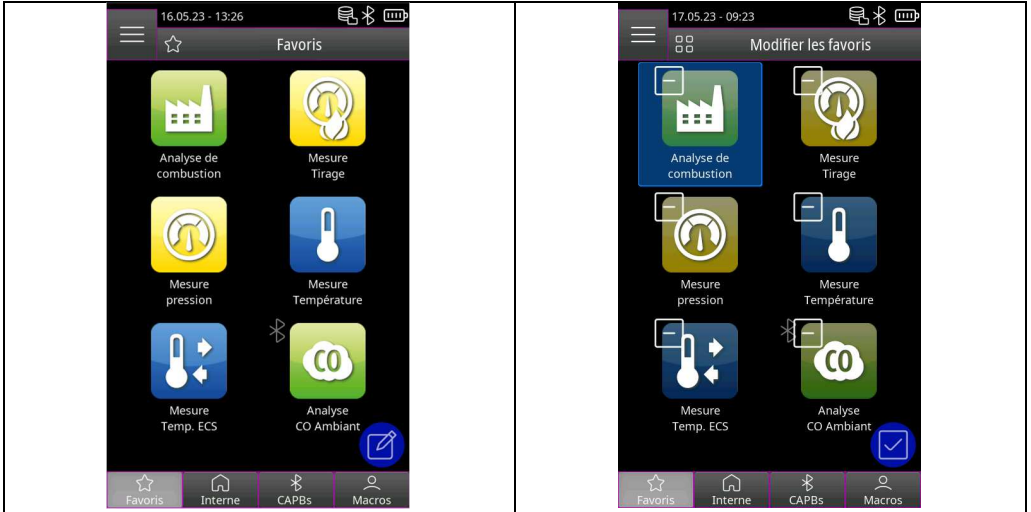 16.05.23 - 13:26
Favoris
Analyse de
combustion
Mesure
Tirage
Mesure
pression
Mesure
Température
Mesure
Temp. ECS
CO
Analyse
CO Ambiant
Favoris
Interne
CAPBs
Macros
17.05.23 - 09:23
Modifier les favoris
Analyse de
combustion
Mesure
Tirage
Mesure
pression
Mesure
Température
Mesure
Temp. ECS
CO
Analyse
CO Ambiant
Favoris
Interne
CAPBs
Macros